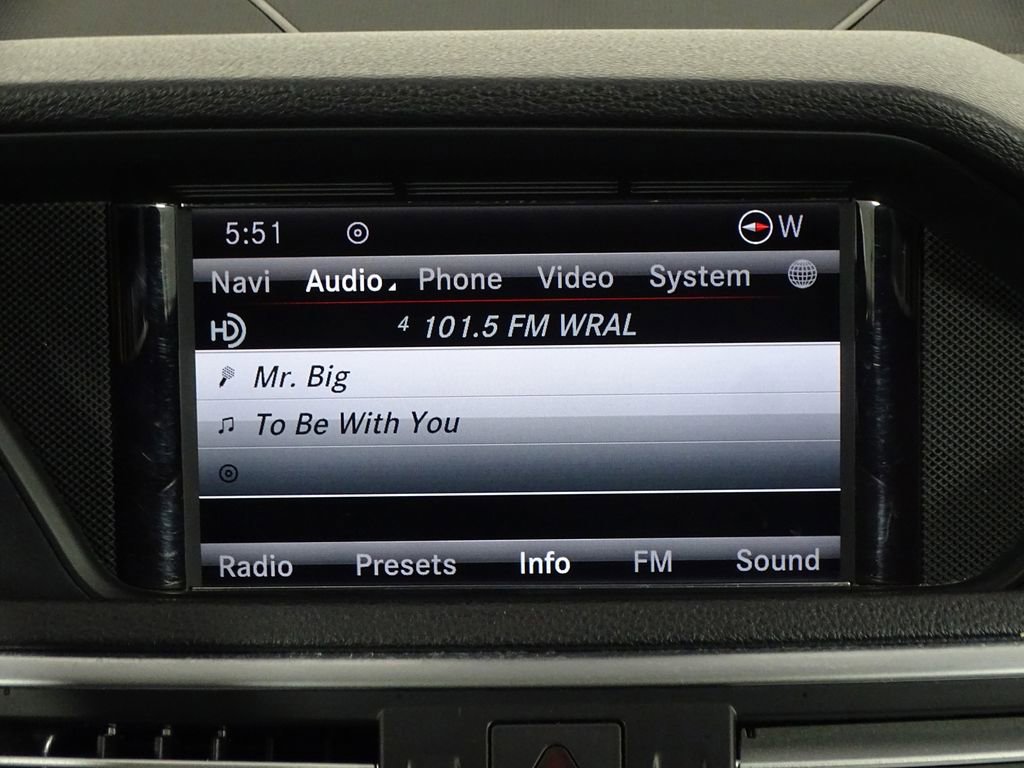 5:51 W
Navi Audio Phone Video System
HD 4 101.5 FM WRAL
Mr. Big
To Be With You
Radio Presets Info FM Sound